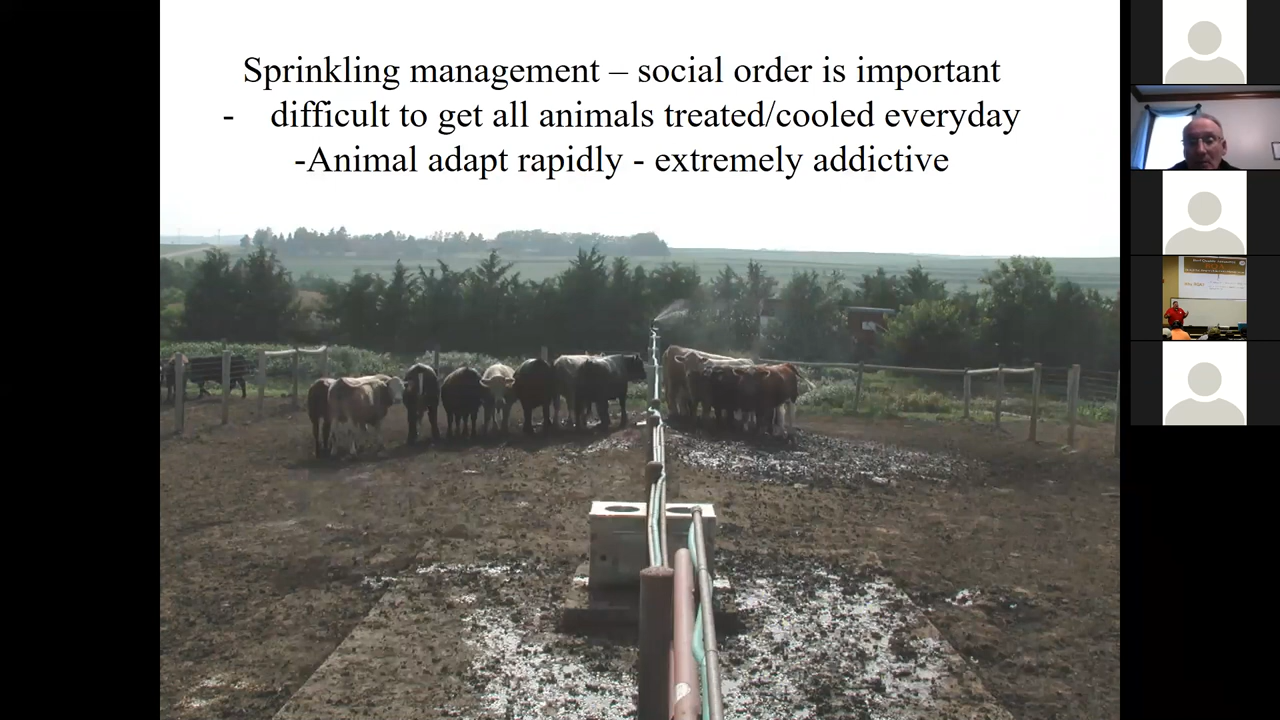 Sprinkling management – social order is important
- difficult to get all animals treated/cooled everyday
-Animal adapt rapidly - extremely addictive